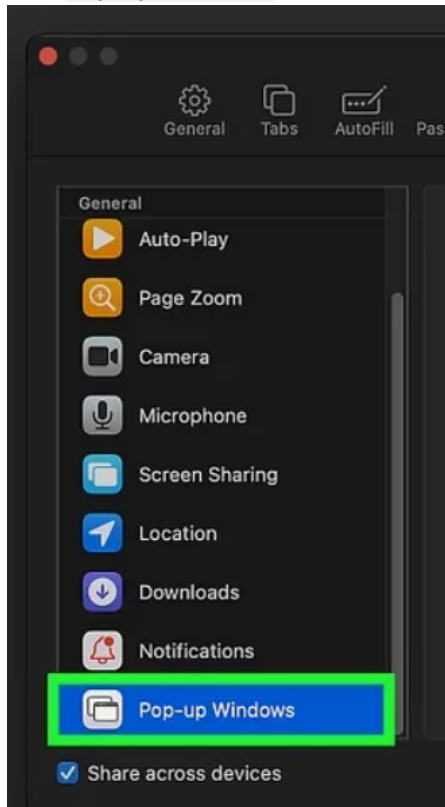 General Tabs AutoFill Pas
General
Auto-Play
Page Zoom
Camera
Microphone
Screen Sharing
Location
Downloads
Notifications
Pop-up Windows
Share across devices